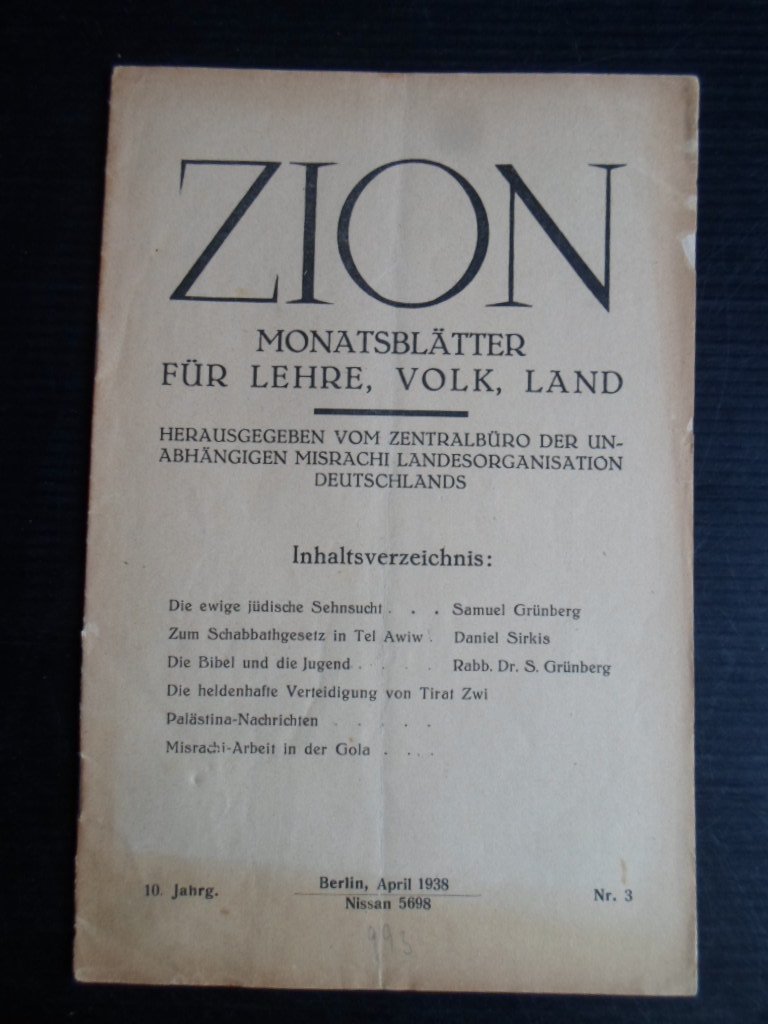 ZION
MONATSBLÄTTER
FÜR LEHRE, VOLK, LAND
HERAUSGEGEBEN VOM ZENTRALBÜRO DER UN-
ABHÄNGIGEN MISRACHI LANDESORGANISATION
DEUTSCHLANDS
Inhaltsverzeichnis:
Die ewige jüdische Sehnsucht . . . Samuel Grünberg
Zum Schabbathgesetz in Tel Awiw . Daniel Sirkis
Die Bibel und die Jugend . . . . . Rabb. Dr. S. Grünberg
Die heldenhafte Verteidigung von Tirat Zwi
Palästina-Nachrichten . . . . .
Misrachi-Arbeit in der Gola . . . .
10. Jahrg. Berlin, April 1938 Nr. 3
Nissan 5698
993